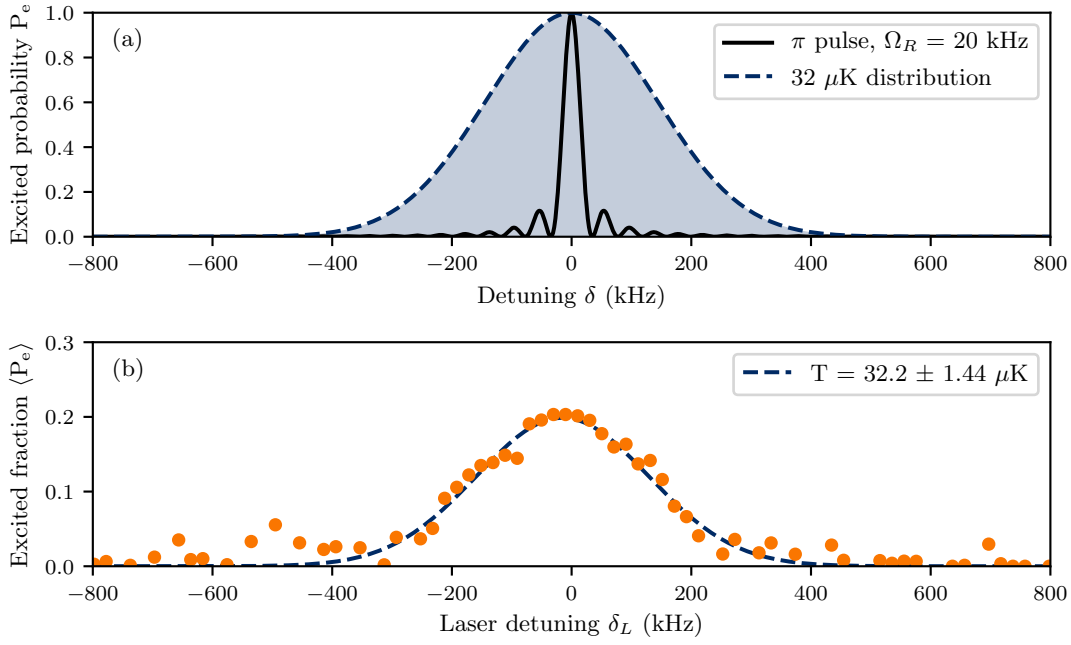 (a)
π pulse, Ω_R = 20 kHz
32 μK distribution
Excited probability P_e
1.0
0.8
0.6
0.4
0.2
0.0
−800 −600 −400 −200 0 200 400 600 800
Detuning δ (kHz)
(b)
T = 32.2 ± 1.44 μK
Excited fraction ⟨P_e⟩
0.3
0.2
0.1
0.0
−800 −600 −400 −200 0 200 400 600 800
Laser detuning δ_L (kHz)